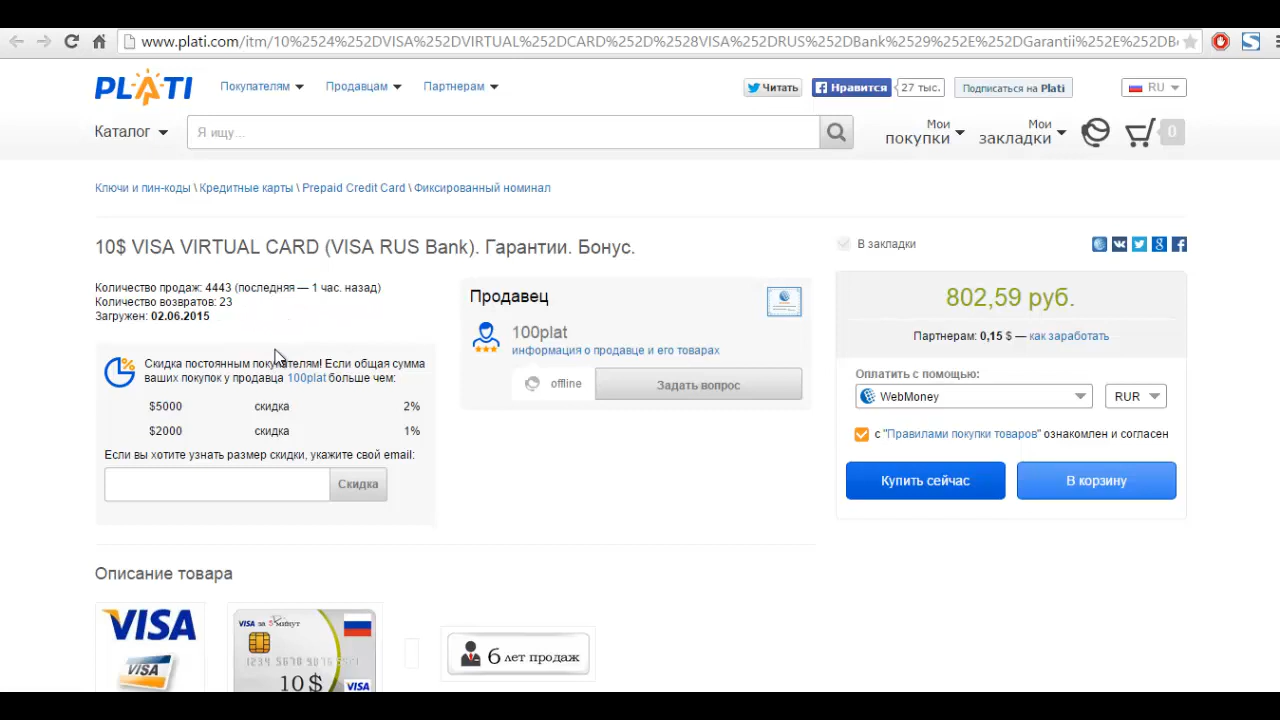 www.plati.com/itm/10%2524%252DVISA%252DVIRTUAL%252DCARD%252D%2528VISA%252DRUS%252DBank%2529%252E%252DGarantii%252E%252DB
PLATI
Покупателям
Продавцам
Партнерам
Читать
Нравится
27 тыс.
Подписаться на Plati
RU
Каталог
Я ищу...
Мои покупки
Мои закладки
0
Ключи и пин-коды \ Кредитные карты \ Prepaid Credit Card \ Фиксированный номинал
10$ VISA VIRTUAL CARD (VISA RUS Bank). Гарантии. Бонус.
В закладки
Количество продаж: 4443 (последняя — 1 час. назад)
Количество возвратов: 23
Загружен: 02.06.2015
Скидка постоянным покупателям! Если общая сумма
ваших покупок у продавца 100plat больше чем:
$5000 скидка 2%
$2000 скидка 1%
Если вы хотите узнать размер скидки, укажите свой email:
Скидка
Продавец
100plat
информация о продавце и его товарах
offline
Задать вопрос
802,59 руб.
Партнерам: 0,15 $ — как заработать
Оплатить с помощью:
WebMoney
RUR
с "Правилами покупки товаров" ознакомлен и согласен
Купить сейчас
В корзину
Описание товара
VISA
VISA
VISA за 5 минут
10 $
VISA
6 лет продаж